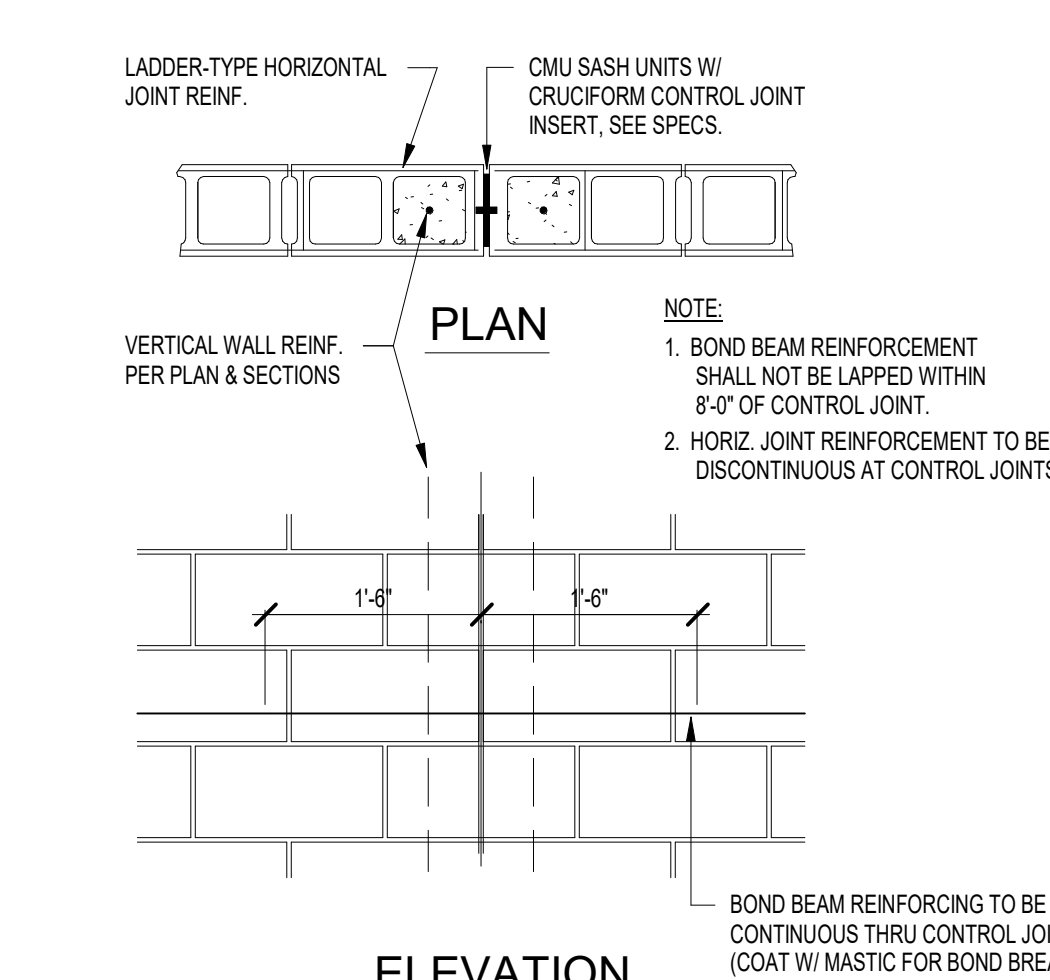 LADDER-TYPE HORIZONTAL
JOINT REINF.
CMU SASH UNITS W/
CRUCIFORM CONTROL JOINT
INSERT, SEE SPECS.
VERTICAL WALL REINF.
PER PLAN & SECTIONS
PLAN
NOTE:
1. BOND BEAM REINFORCEMENT
SHALL NOT BE LAPPED WITHIN
8'-0" OF CONTROL JOINT.
2. HORIZ. JOINT REINFORCEMENT TO BE
DISCONTINUOUS AT CONTROL JOINTS
1'-6" 1'-6"
BOND BEAM REINFORCING TO BE
CONTINUOUS THRU CONTROL
(COAT W/ MASTIC FOR BOND
ELEVATION